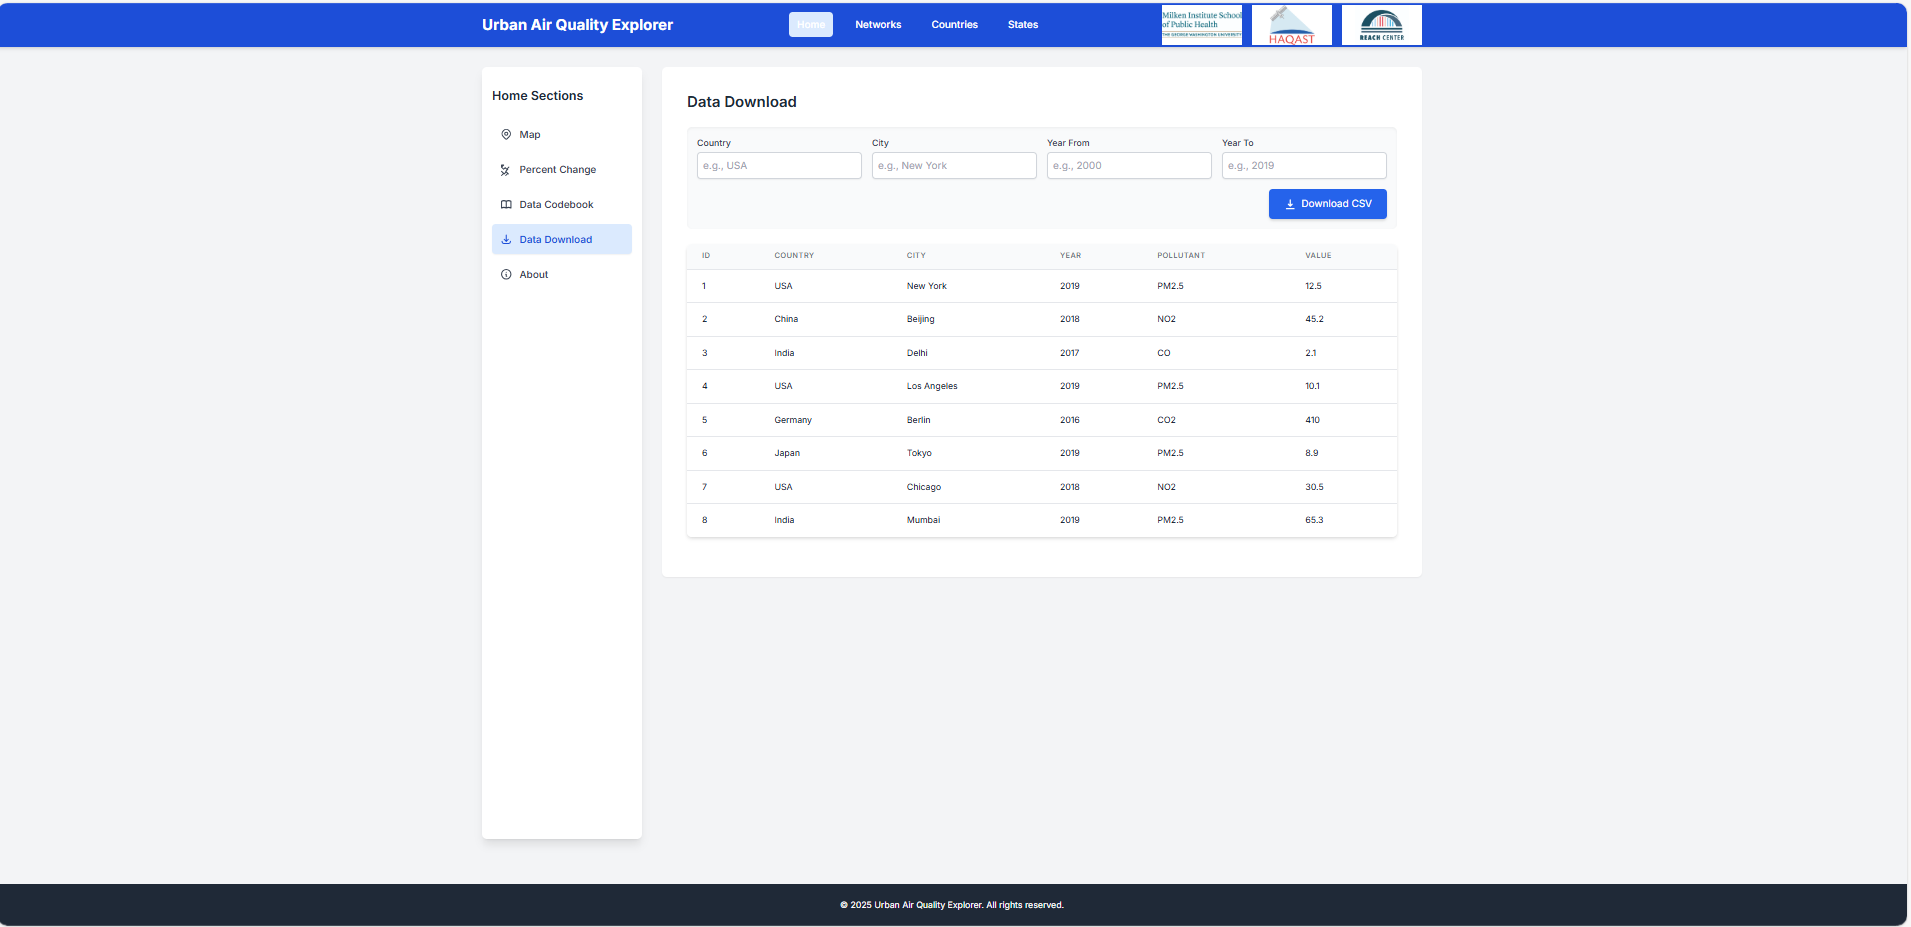 Urban Air Quality Explorer
Home Networks Countries States
Milken Institute School
of Public Health
THE GEORGE WASHINGTON UNIVERSITY
HAQAST
REACH CENTER
Home Sections
Map
Percent Change
Data Codebook
Data Download
About
Data Download
Country City Year From Year To
e.g., USA e.g., New York e.g., 2000 e.g., 2019
Download CSV
ID COUNTRY CITY YEAR POLLUTANT VALUE
1 USA New York 2019 PM2.5 12.5
2 China Beijing 2018 NO2 45.2
3 India Delhi 2017 CO 2.1
4 USA Los Angeles 2019 PM2.5 10.1
5 Germany Berlin 2016 CO2 410
6 Japan Tokyo 2019 PM2.5 8.9
7 USA Chicago 2018 NO2 30.5
8 India Mumbai 2019 PM2.5 65.3
© 2025 Urban Air Quality Explorer. All rights reserved.